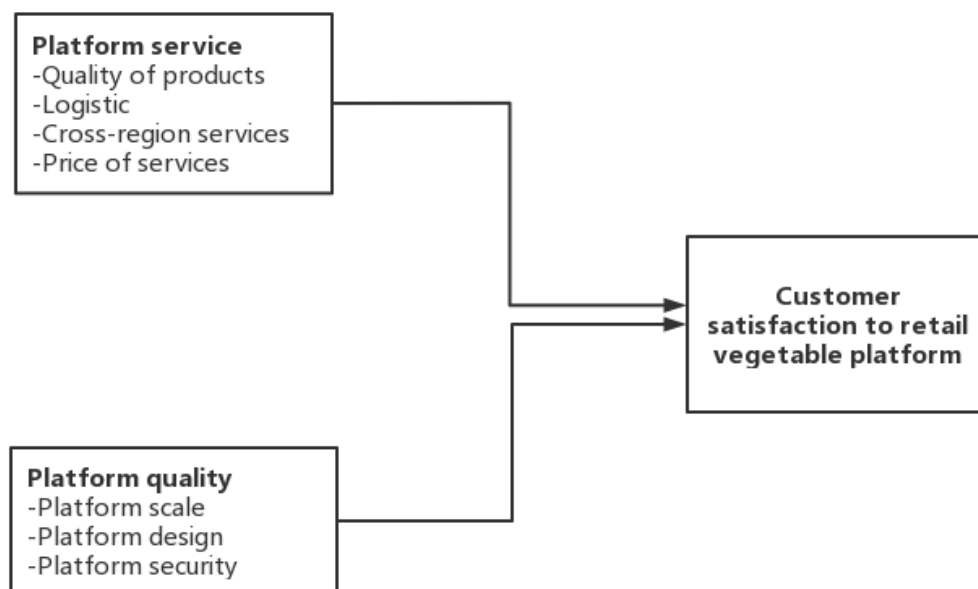 Platform service
-Quality of products
-Logistic
-Cross-region services
-Price of services
Customer
satisfaction to retail
vegetable platform
Platform quality
-Platform scale
-Platform design
-Platform security